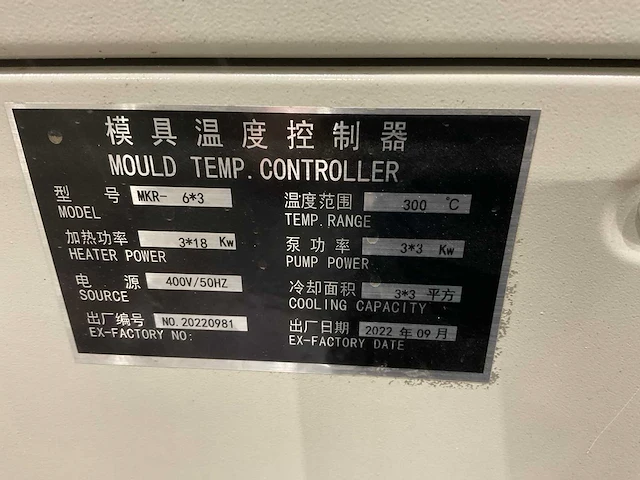 模具温度控制器
MOULD TEMP. CONTROLLER
型 号 MKR- 6*3
MODEL
温度范围 300 ℃
TEMP. RANGE
加热功率 3*18 Kw
HEATER POWER
泵 功 率 3*3 Kw
PUMP POWER
电 源 400V/50HZ
SOURCE
冷却面积 3*3 平方
COOLING CAPACITY
出厂编号 NO.20220981
EX-FACTORY NO:
出厂日期 2022 年 09 月
EX-FACTORY DATE